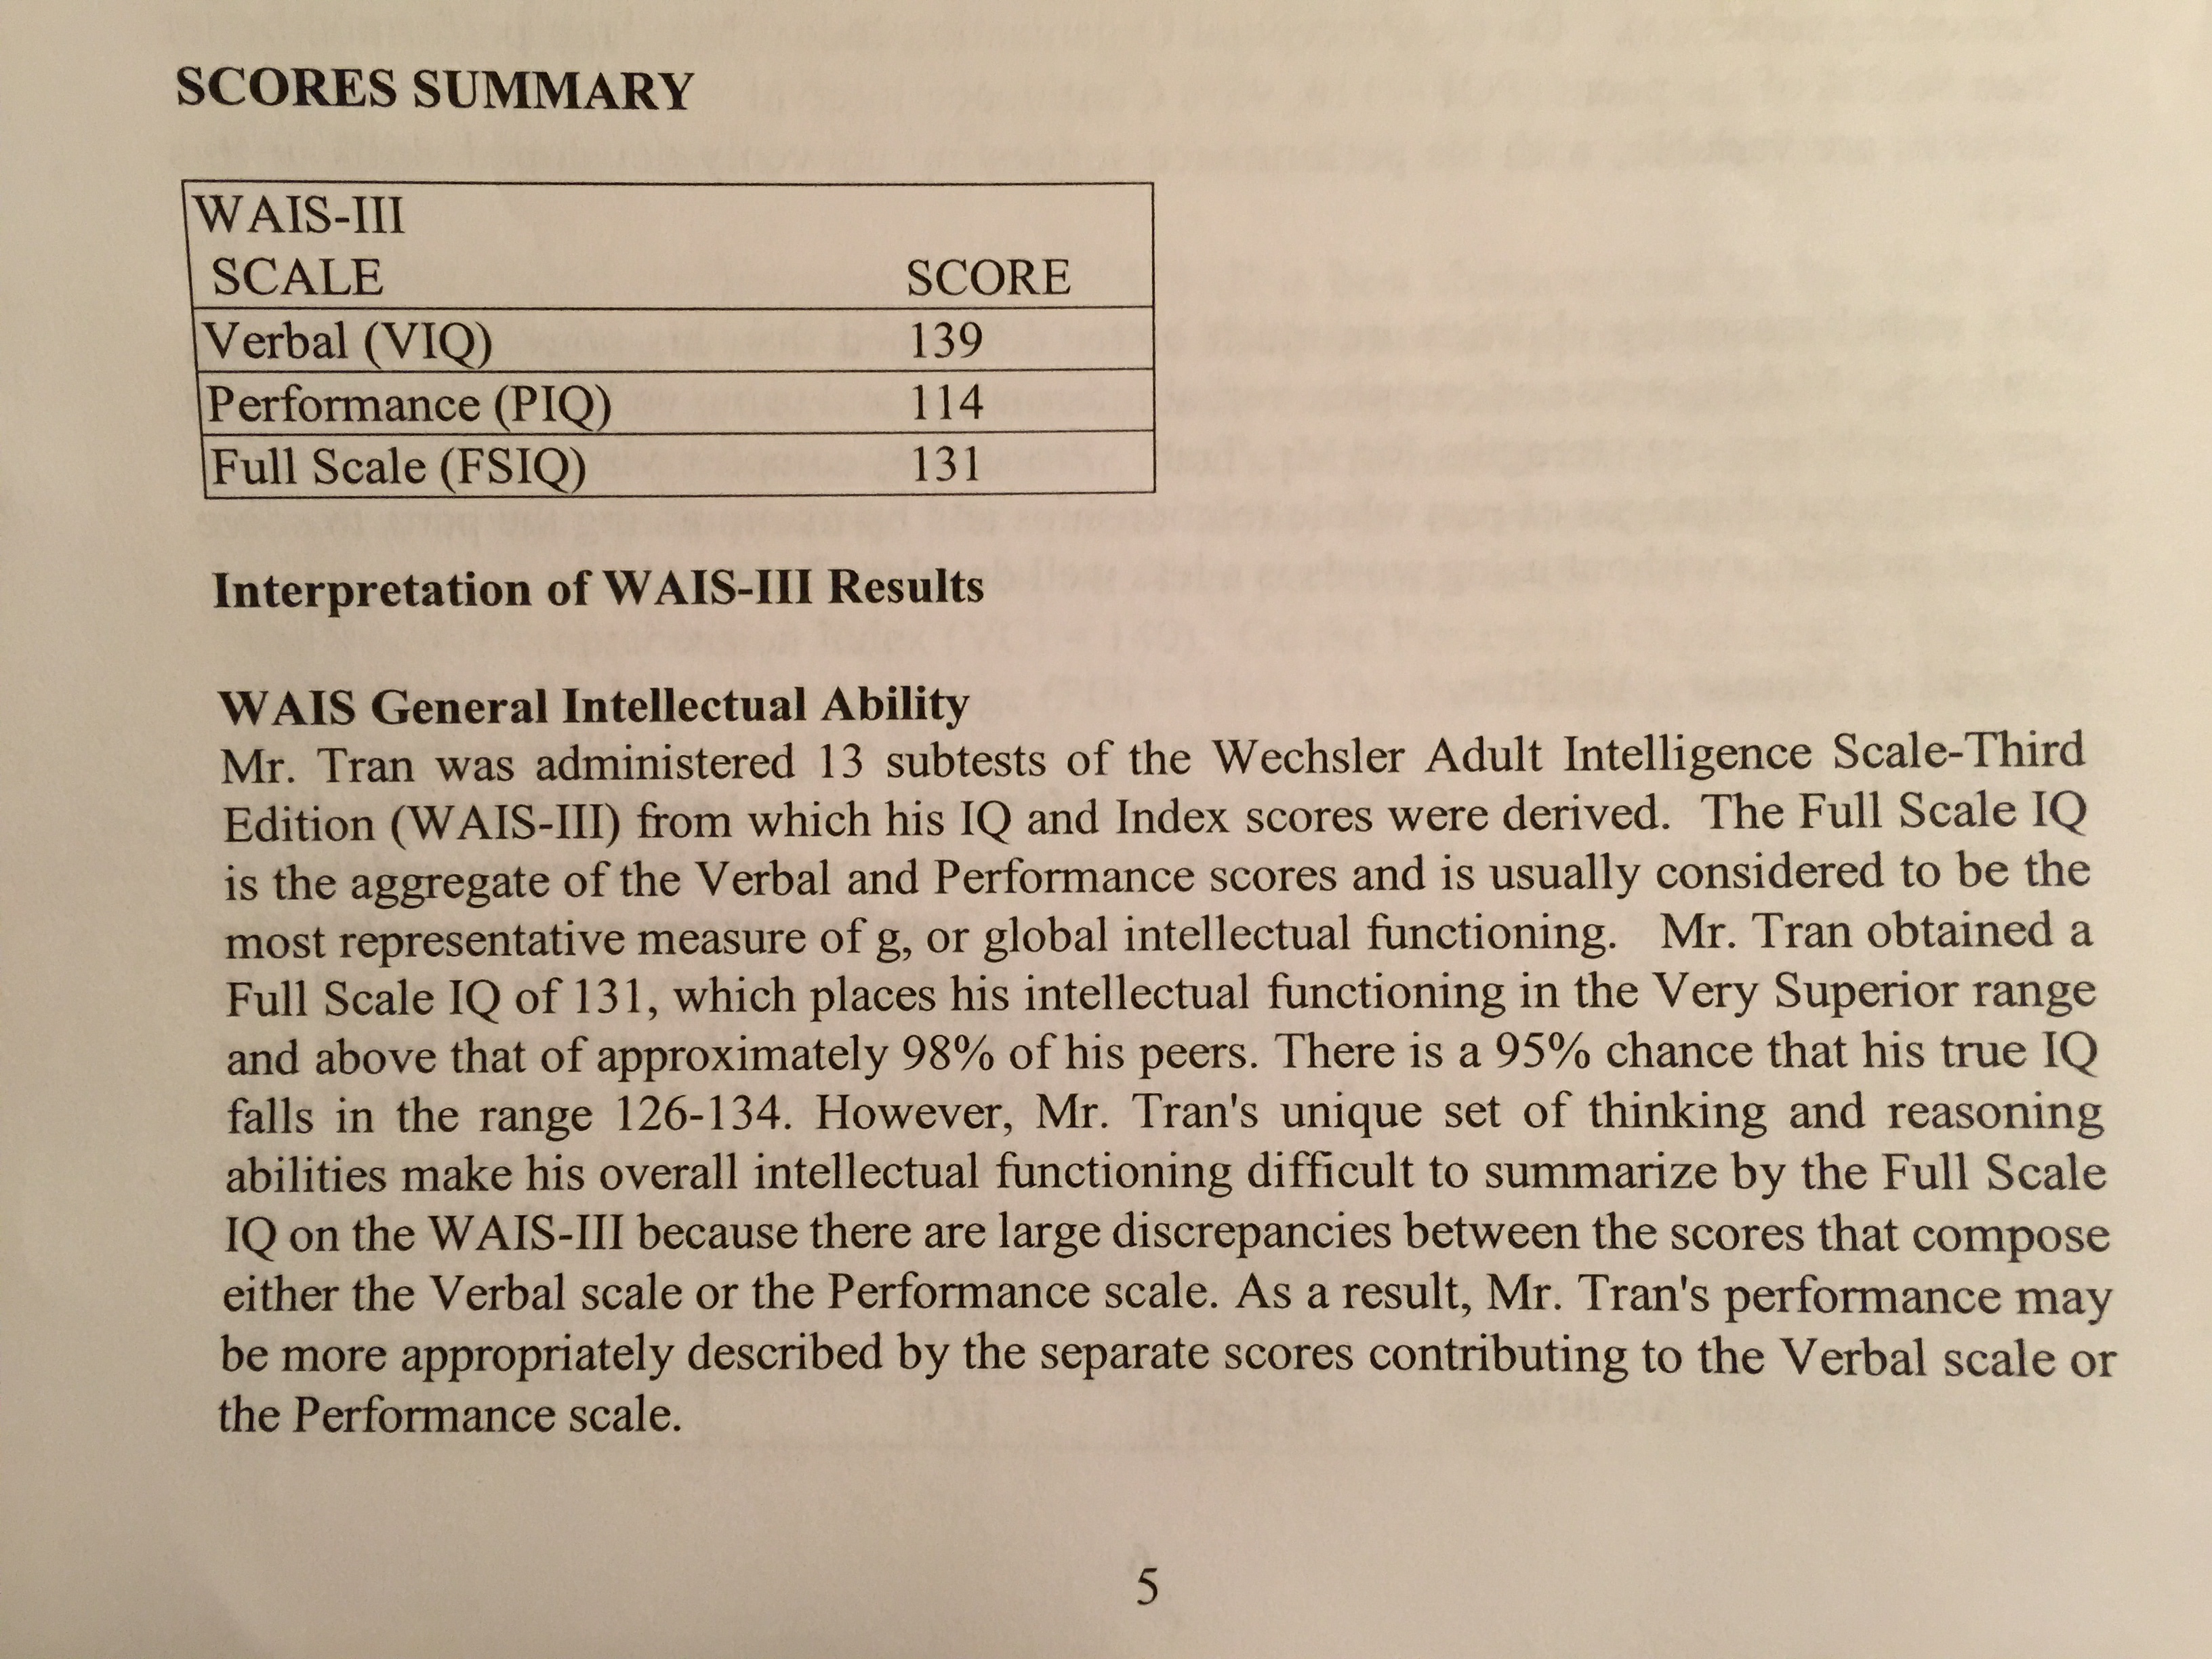 SCORES SUMMARY
WAIS-III
SCALE SCORE
Verbal (VIQ) 139
Performance (PIQ) 114
Full Scale (FSIQ) 131
Interpretation of WAIS-III Results
WAIS General Intellectual Ability
Mr. Tran was administered 13 subtests of the Wechsler Adult Intelligence Scale-Third
Edition (WAIS-III) from which his IQ and Index scores were derived. The Full Scale IQ
is the aggregate of the Verbal and Performance scores and is usually considered to be the
most representative measure of g, or global intellectual functioning. Mr. Tran obtained a
Full Scale IQ of 131, which places his intellectual functioning in the Very Superior range
and above that of approximately 98% of his peers. There is a 95% chance that his true IQ
falls in the range 126-134. However, Mr. Tran's unique set of thinking and reasoning
abilities make his overall intellectual functioning difficult to summarize by the Full Scale
IQ on the WAIS-III because there are large discrepancies between the scores that compose
either the Verbal scale or the Performance scale. As a result, Mr. Tran's performance may
be more appropriately described by the separate scores contributing to the Verbal scale or
the Performance scale.
5